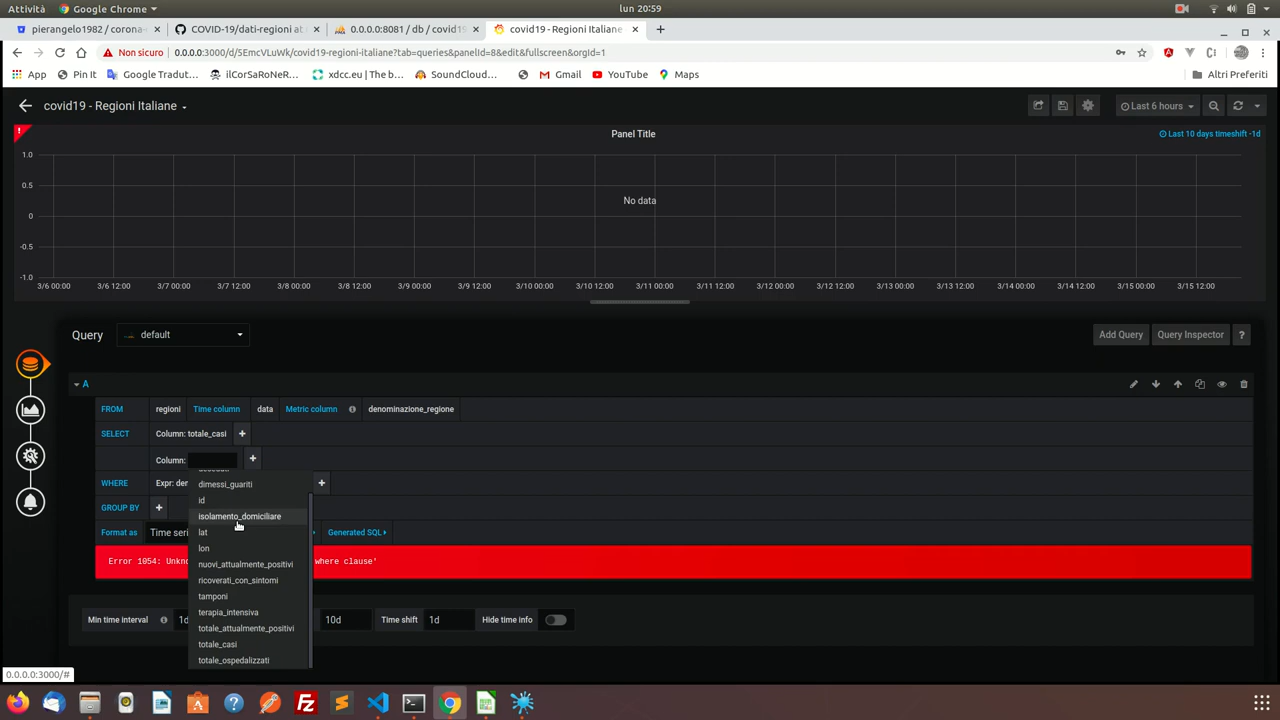 Attività
Google Chrome
lun 20:59
pierangelo1982 / corona-
COVID-19/dati-regioni at
0.0.0.0:8081 / db / covid19
covid19 - Regioni Italiane
Non sicuro
0.0.0.0:3000/d/5EmcVLuWk/covid19-regioni-italiane?tab=queries&panelId=8&edit&fullscreen&orgId=1
App
Pin It
Google Tradut...
ilCorSaRoNeR...
xdcc.eu | The b...
SoundCloud...
Gmail
YouTube
Maps
Altri Preferiti
covid19 - Regioni Italiane
Last 6 hours
Panel Title
Last 10 days timeshift -1d
1.0
0.5
0
-0.5
-1.0
No data
3/6 00:00 3/6 12:00 3/7 00:00 3/7 12:00 3/8 00:00 3/8 12:00 3/9 00:00 3/9 12:00 3/10 00:00 3/10 12:00 3/11 00:00 3/11 12:00 3/12 00:00 3/12 12:00 3/13 00:00 3/13 12:00 3/14 00:00 3/14 12:00 3/15 00:00 3/15 12:00
Query
default
Add Query
Query Inspector
?
A
FROM regioni Time column data Metric column denominazione_regione
SELECT Column: totale_casi +
Column: +
WHERE Expr: den +
GROUP BY +
Format as Time seri Generated SQL
Error 1054: Unkn where clause'
Min time interval 1d 10d Time shift 1d Hide time info
dimessi_guariti
id
isolamento_domiciliare
lat
lon
nuovi_attualmente_positivi
ricoverati_con_sintomi
tamponi
terapia_intensiva
totale_attualmente_positivi
totale_casi
totale_ospedalizzati
0.0.0.0:3000/#